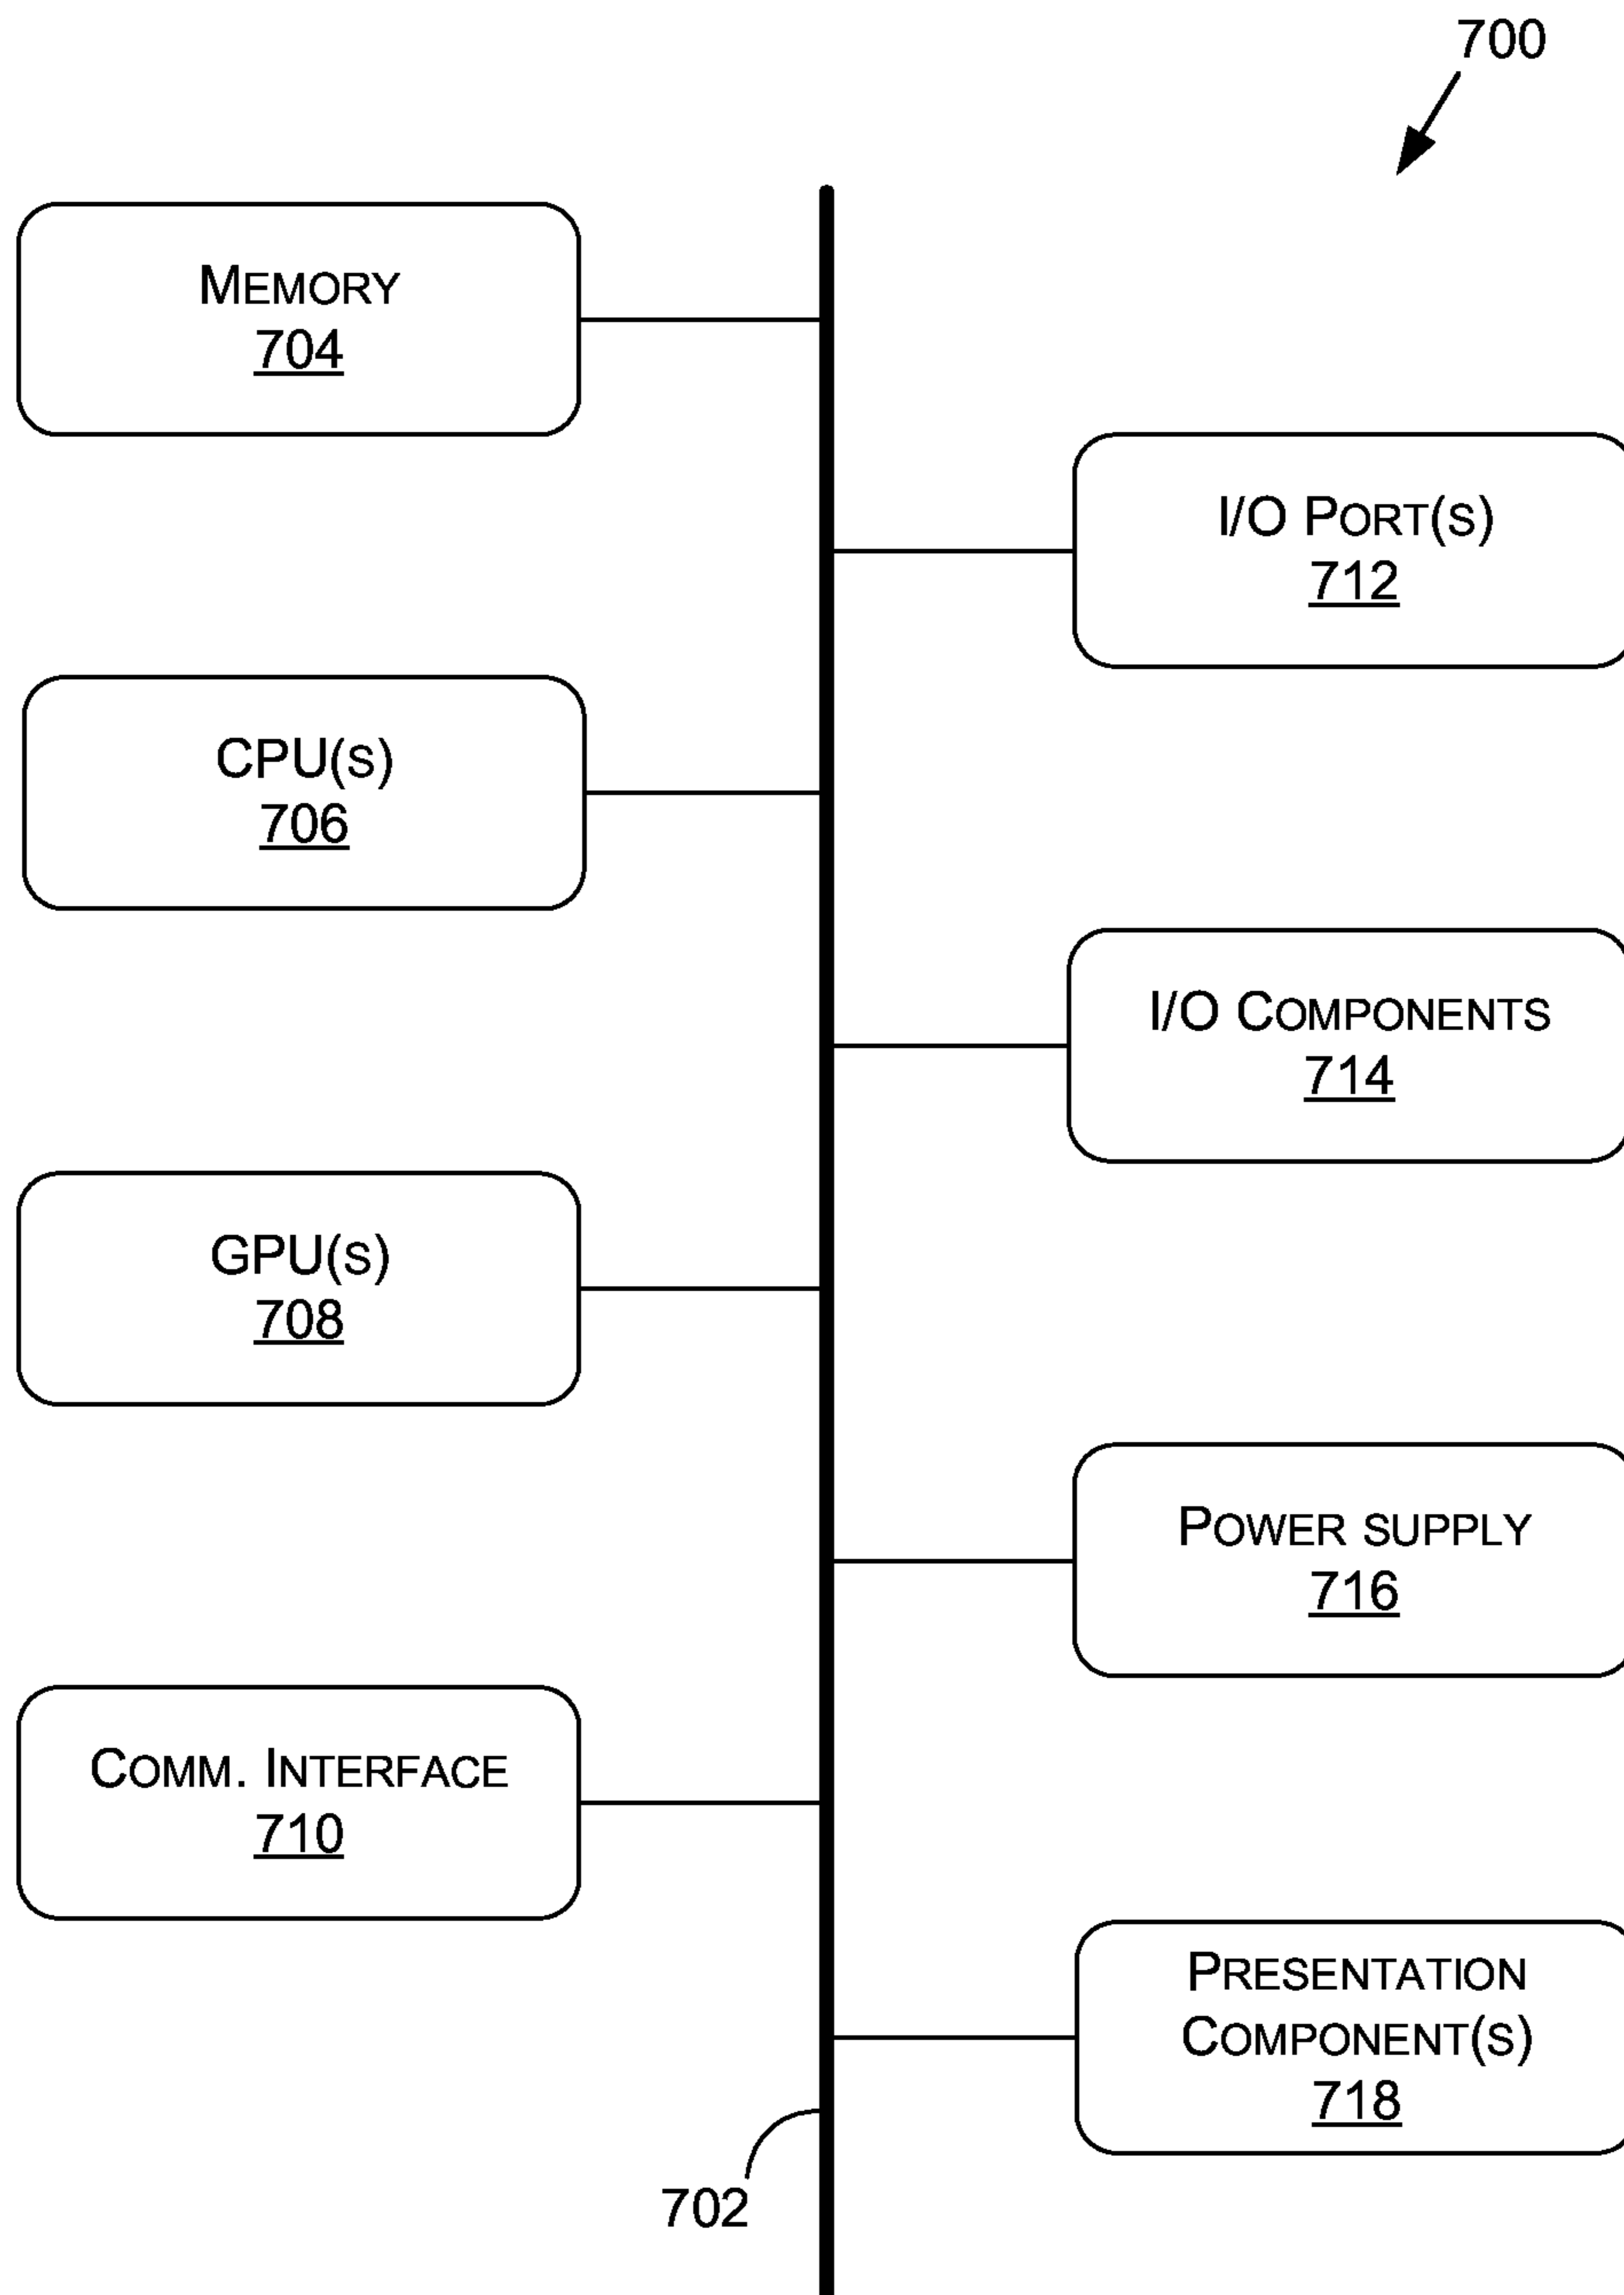 700
MEMORY
704
I/O PORT(S)
712
CPU(S)
706
I/O COMPONENTS
714
GPU(S)
708
POWER SUPPLY
716
COMM. INTERFACE
710
PRESENTATION
COMPONENT(S)
718
702